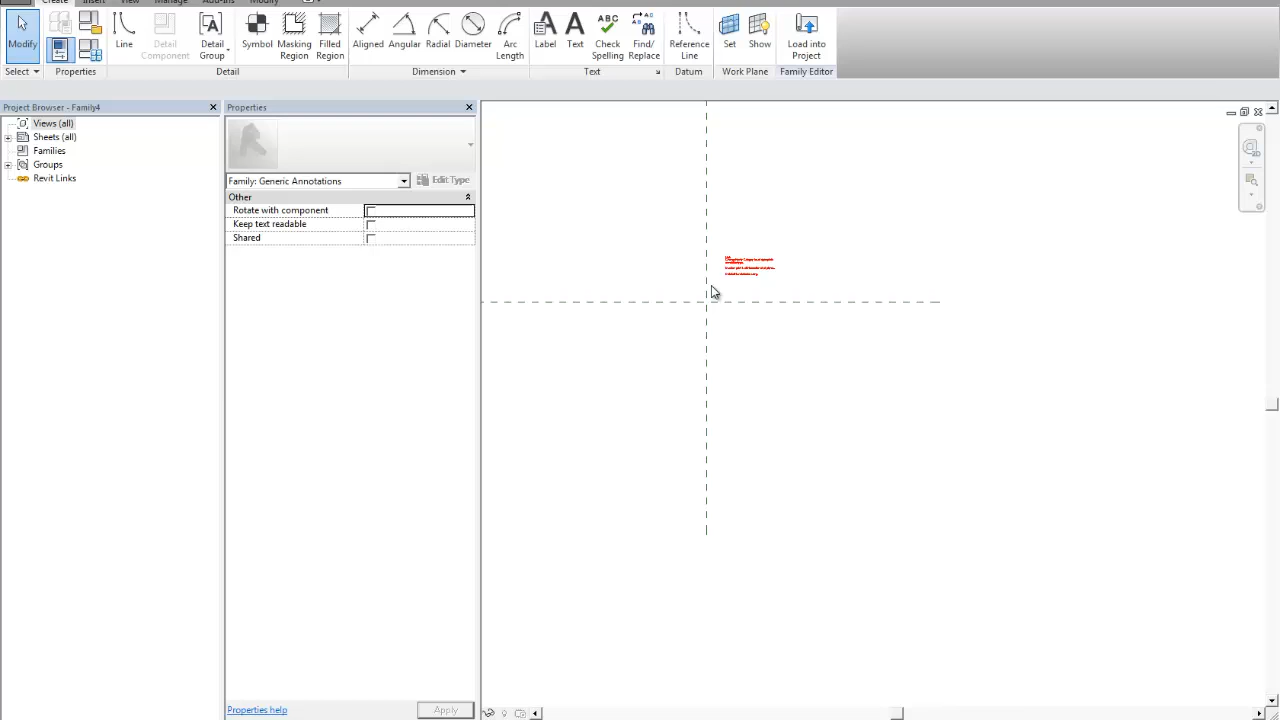 Create Insert View Manage Add-Ins Modify
Modify
Line
Detail
Component
Detail
Group
Symbol
Masking
Region
Filled
Region
Aligned
Angular
Radial
Diameter
Arc
Length
Label
Text
ABC
Check
Spelling
Find/
Replace
Reference
Line
Set
Show
Load into
Project
Select
Properties
Detail
Dimension
Text
Datum
Work Plane
Family Editor
Project Browser - Family4
Views (all)
Sheets (all)
Families
Groups
Revit Links
Properties
Family: Generic Annotations
Edit Type
Other
Rotate with component
Keep text readable
Shared
Properties help
Apply
2D